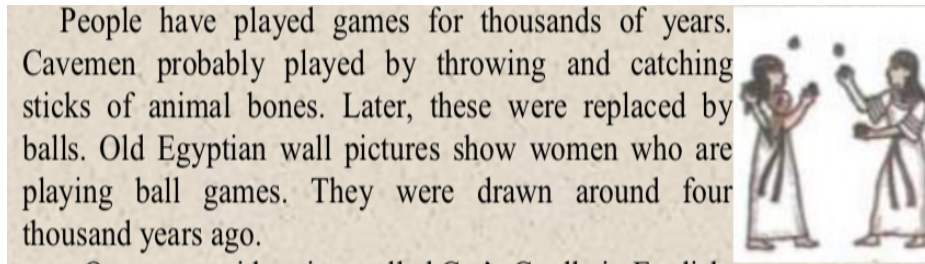 People have played games for thousands of years.
Cavemen probably played by throwing and catching
sticks of animal bones. Later, these were replaced by
balls. Old Egyptian wall pictures show women who are
playing ball games. They were drawn around four
thousand years ago.